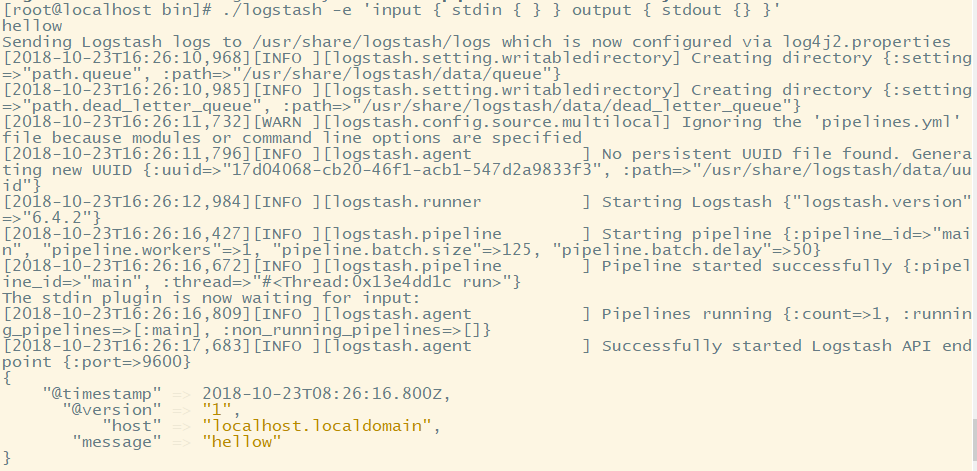 [root@localhost bin]# ./logstash -e 'input { stdin { } } output { stdout {} }'
hellow
Sending Logstash logs to /usr/share/logstash/logs which is now configured via log4j2.properties
[2018-10-23T16:26:10,968][INFO ][logstash.setting.writabledirectory] Creating directory {:setting
=>"path.queue", :path=>"/usr/share/logstash/data/queue"}
[2018-10-23T16:26:10,985][INFO ][logstash.setting.writabledirectory] Creating directory {:setting
=>"path.dead_letter_queue", :path=>"/usr/share/logstash/data/dead_letter_queue"}
[2018-10-23T16:26:11,732][WARN ][logstash.config.source.multilocal] Ignoring the 'pipelines.yml'
file because modules or command line options are specified
[2018-10-23T16:26:11,796][INFO ][logstash.agent           ] No persistent UUID file found. Genera
ting new UUID {:uuid=>"17d04068-cb20-46f1-acb1-547d2a9833f3", :path=>"/usr/share/logstash/data/uu
id"}
[2018-10-23T16:26:12,984][INFO ][logstash.runner          ] Starting Logstash {"logstash.version"
=>"6.4.2"}
[2018-10-23T16:26:16,427][INFO ][logstash.pipeline        ] Starting pipeline {:pipeline_id=>"mai
n", "pipeline.workers"=>1, "pipeline.batch.size"=>125, "pipeline.batch.delay"=>50}
[2018-10-23T16:26:16,672][INFO ][logstash.pipeline        ] Pipeline started successfully {:pipel
ine_id=>"main", :thread=>"#<Thread:0x13e4dd1c run>"}
The stdin plugin is now waiting for input:
[2018-10-23T16:26:16,809][INFO ][logstash.agent           ] Pipelines running {:count=>1, :runnin
g_pipelines=>[:main], :non_running_pipelines=>[]}
[2018-10-23T16:26:17,683][INFO ][logstash.agent           ] Successfully started Logstash API end
point {:port=>9600}
{
    "@timestamp" => 2018-10-23T08:26:16.800Z,
      "@version" => "1",
          "host" => "localhost.localdomain",
       "message" => "hellow"
}